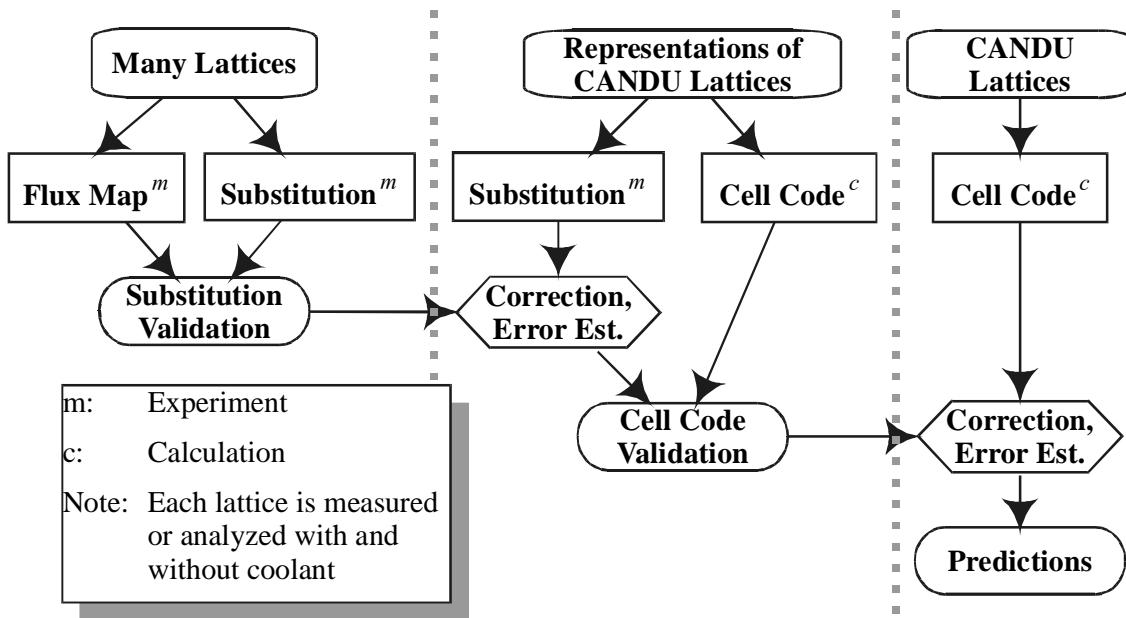 Many Lattices
Flux Map^m
Substitution^m
Substitution
Validation
Representations of
CANDU Lattices
Substitution^m
Cell Code^c
Correction,
Error Est.
Cell Code
Validation
CANDU
Lattices
Cell Code^c
Correction,
Error Est.
Predictions
m: Experiment
c: Calculation
Note: Each lattice is measured
or analyzed with and
without coolant